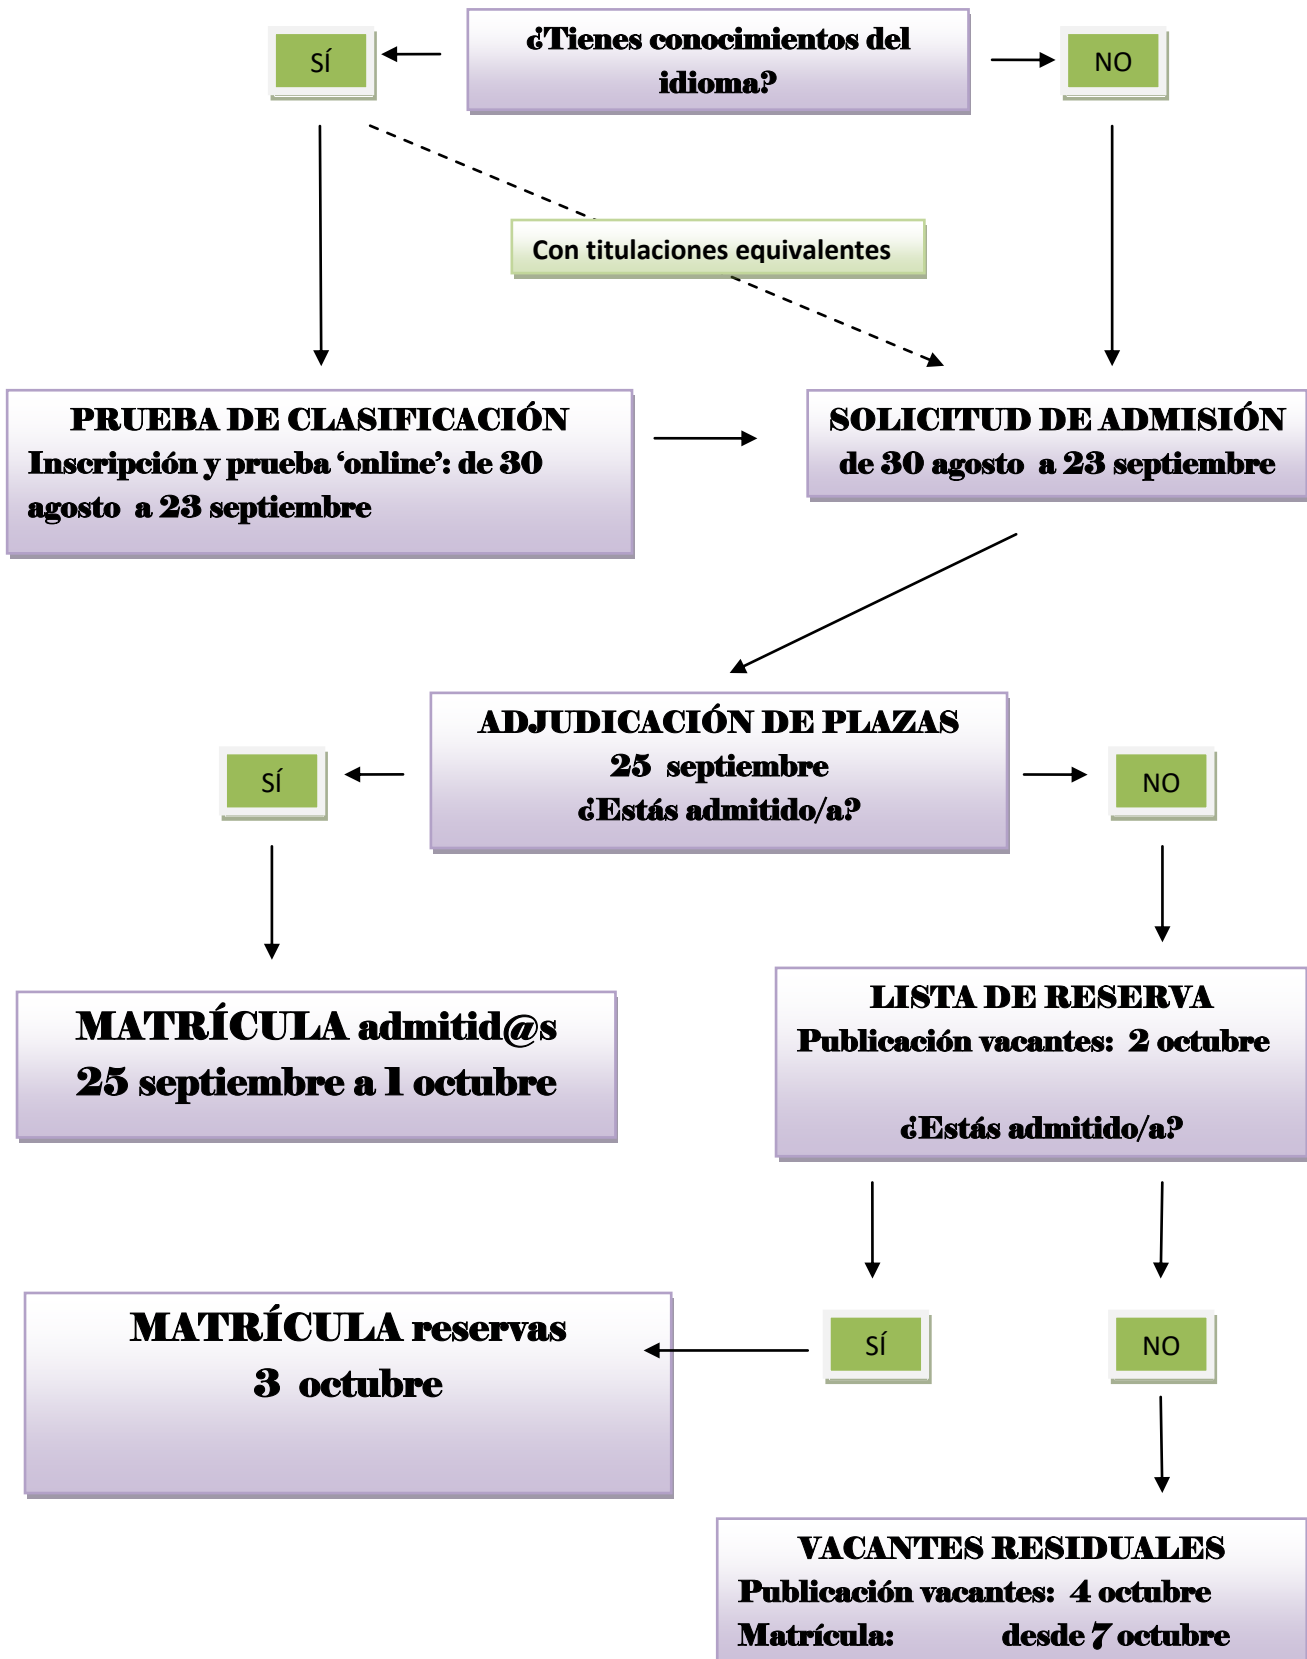 ¿Tienes conocimientos del
idioma?
SÍ
NO
Con titulaciones equivalentes
PRUEBA DE CLASIFICACIÓN
Inscripción y prueba ‘online’: de 30
agosto a 23 septiembre
SOLICITUD DE ADMISIÓN
de 30 agosto a 23 septiembre
ADJUDICACIÓN DE PLAZAS
25 septiembre
¿Estás admitido/a?
SÍ
NO
MATRÍCULA admitid@s
25 septiembre a 1 octubre
LISTA DE RESERVA
Publicación vacantes: 2 octubre
¿Estás admitido/a?
MATRÍCULA reservas
3 octubre
SÍ
NO
VACANTES RESIDUALES
Publicación vacantes: 4 octubre
Matrícula: desde 7 octubre